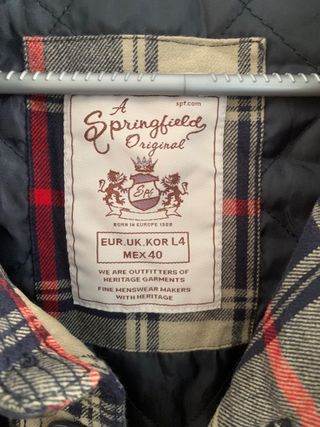 spf.com
A
Springfield
Original
Spf
BORN IN EUROPE 1988
EUR.UK.KOR L4
MEX 40
WE ARE OUTFITTERS OF
HERITAGE GARMENTS
FINE MENSWEAR MAKERS
WITH HERITAGE